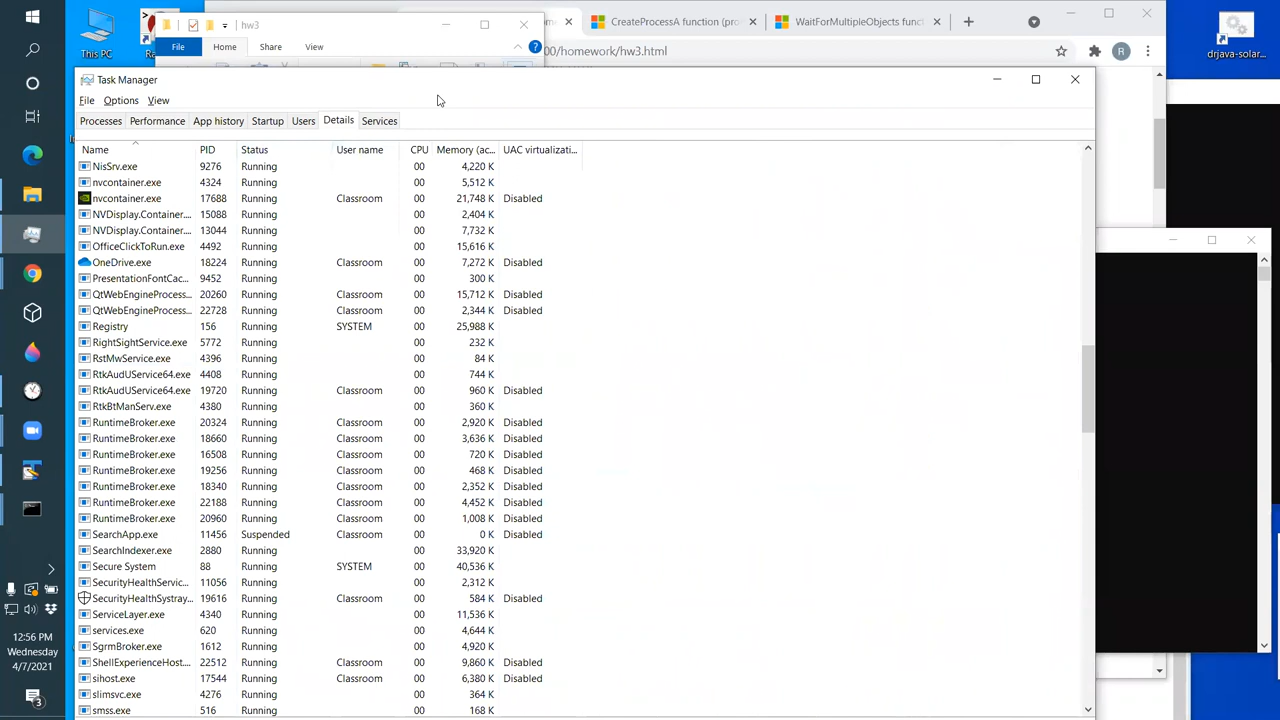 This PC
hw3
CreateProcessA function (pro
WaitForMultipleObjects functi
File
Home
Share
View
00/homework/hw3.html
R
drjava-solar...
Task Manager
File Options View
Processes Performance App history Startup Users Details Services
Name PID Status User name CPU Memory (ac... UAC virtualizati...
NisSrv.exe 9276 Running 00 4,220 K
nvcontainer.exe 4324 Running 00 5,512 K
nvcontainer.exe 17688 Running Classroom 00 21,748 K Disabled
NVDisplay.Container.... 15088 Running 00 2,404 K
NVDisplay.Container.... 13044 Running 00 7,732 K
OfficeClickToRun.exe 4492 Running 00 15,616 K
OneDrive.exe 18224 Running Classroom 00 7,272 K Disabled
PresentationFontCac... 9452 Running 00 300 K
QtWebEngineProcess... 20260 Running Classroom 00 15,712 K Disabled
QtWebEngineProcess... 22728 Running Classroom 00 2,344 K Disabled
Registry 156 Running SYSTEM 00 25,988 K
RightSightService.exe 5772 Running 00 232 K
RstMwService.exe 4396 Running 00 84 K
RtkAudUService64.exe 4408 Running 00 744 K
RtkAudUService64.exe 19720 Running Classroom 00 960 K Disabled
RtkBtManServ.exe 4380 Running 00 360 K
RuntimeBroker.exe 20324 Running Classroom 00 2,920 K Disabled
RuntimeBroker.exe 18660 Running Classroom 00 3,636 K Disabled
RuntimeBroker.exe 16508 Running Classroom 00 720 K Disabled
RuntimeBroker.exe 19256 Running Classroom 00 468 K Disabled
RuntimeBroker.exe 18340 Running Classroom 00 2,352 K Disabled
RuntimeBroker.exe 22188 Running Classroom 00 4,452 K Disabled
RuntimeBroker.exe 20960 Running Classroom 00 1,008 K Disabled
SearchApp.exe 11456 Suspended Classroom 00 0 K Disabled
SearchIndexer.exe 2880 Running 00 33,920 K
Secure System 88 Running SYSTEM 00 40,536 K
SecurityHealthServic... 11056 Running 00 2,312 K
SecurityHealthSystray... 19616 Running Classroom 00 584 K Disabled
ServiceLayer.exe 4340 Running 00 11,536 K
services.exe 620 Running 00 4,644 K
SgrmBroker.exe 1612 Running 00 4,920 K
ShellExperienceHost.... 22512 Running Classroom 00 9,860 K Disabled
sihost.exe 17544 Running Classroom 00 6,380 K Disabled
slimsvc.exe 4276 Running 00 364 K
smss.exe 516 Running 00 168 K
12:56 PM
Wednesday
4/7/2021
3